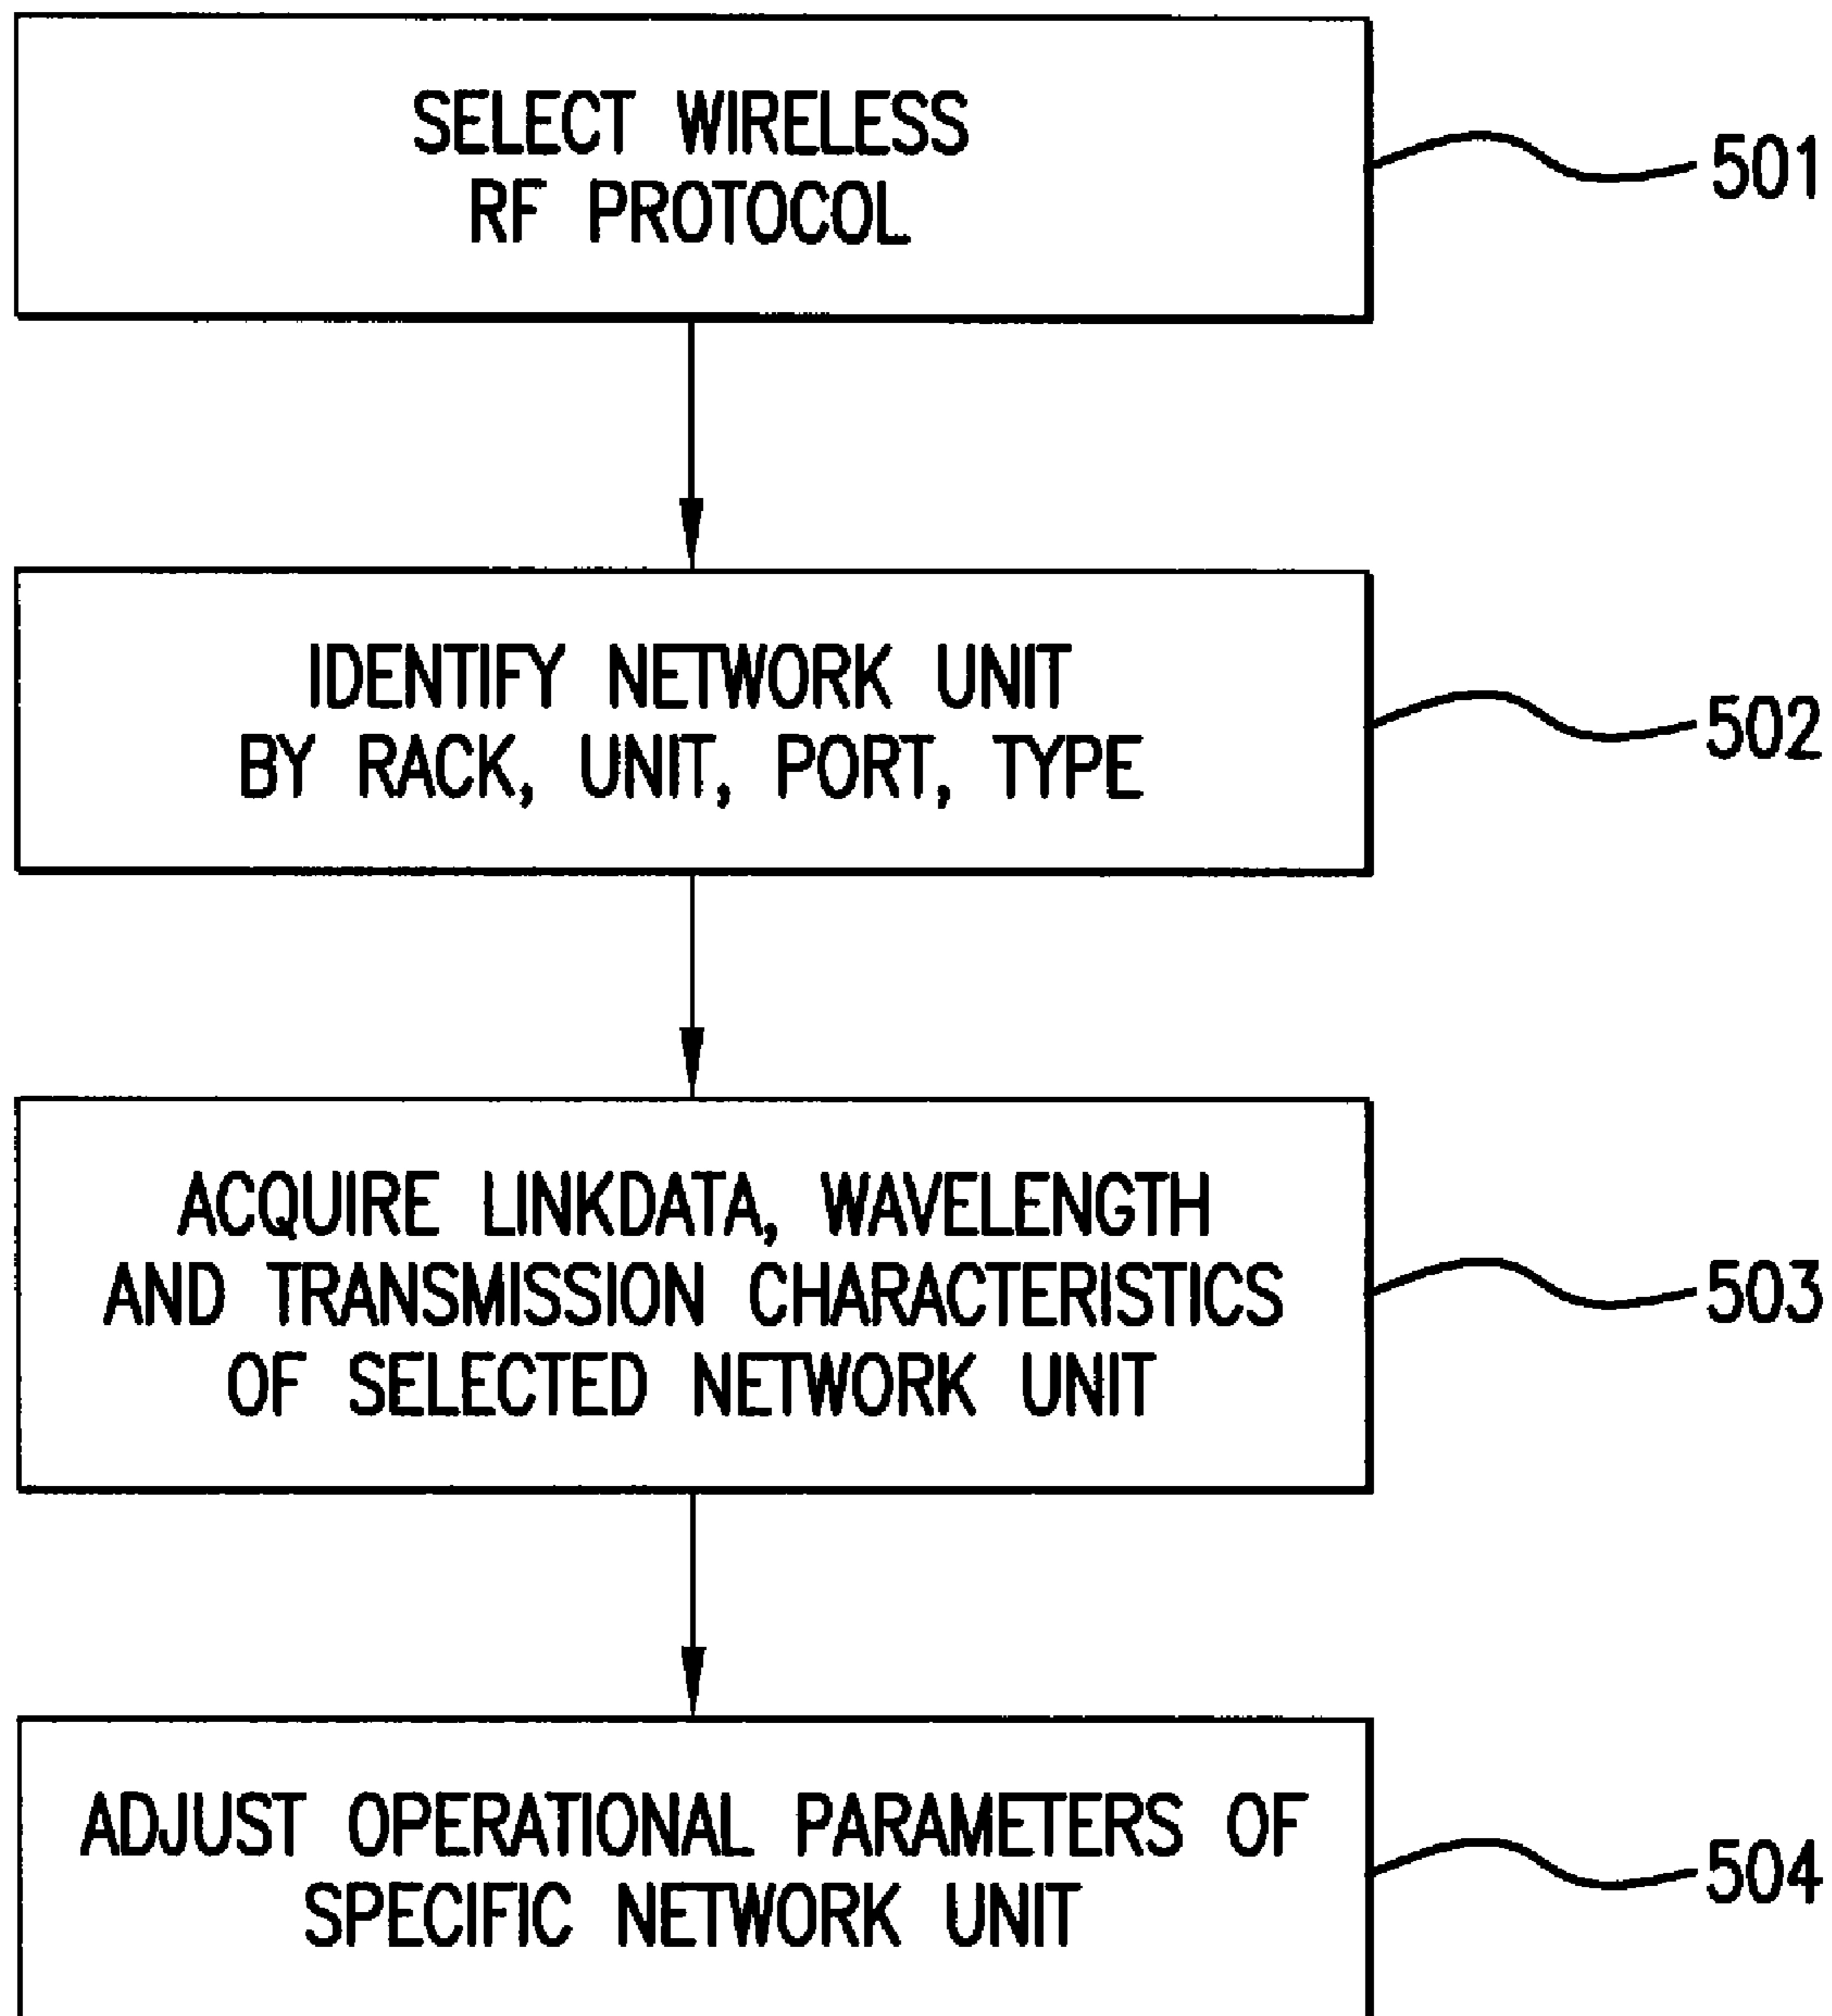 SELECT WIRELESS
RF PROTOCOL
501
IDENTIFY NETWORK UNIT
BY RACK, UNIT, PORT, TYPE
502
ACQUIRE LINKDATA, WAVELENGTH
AND TRANSMISSION CHARACTERISTICS
OF SELECTED NETWORK UNIT
503
ADJUST OPERATIONAL PARAMETERS OF
SPECIFIC NETWORK UNIT
504